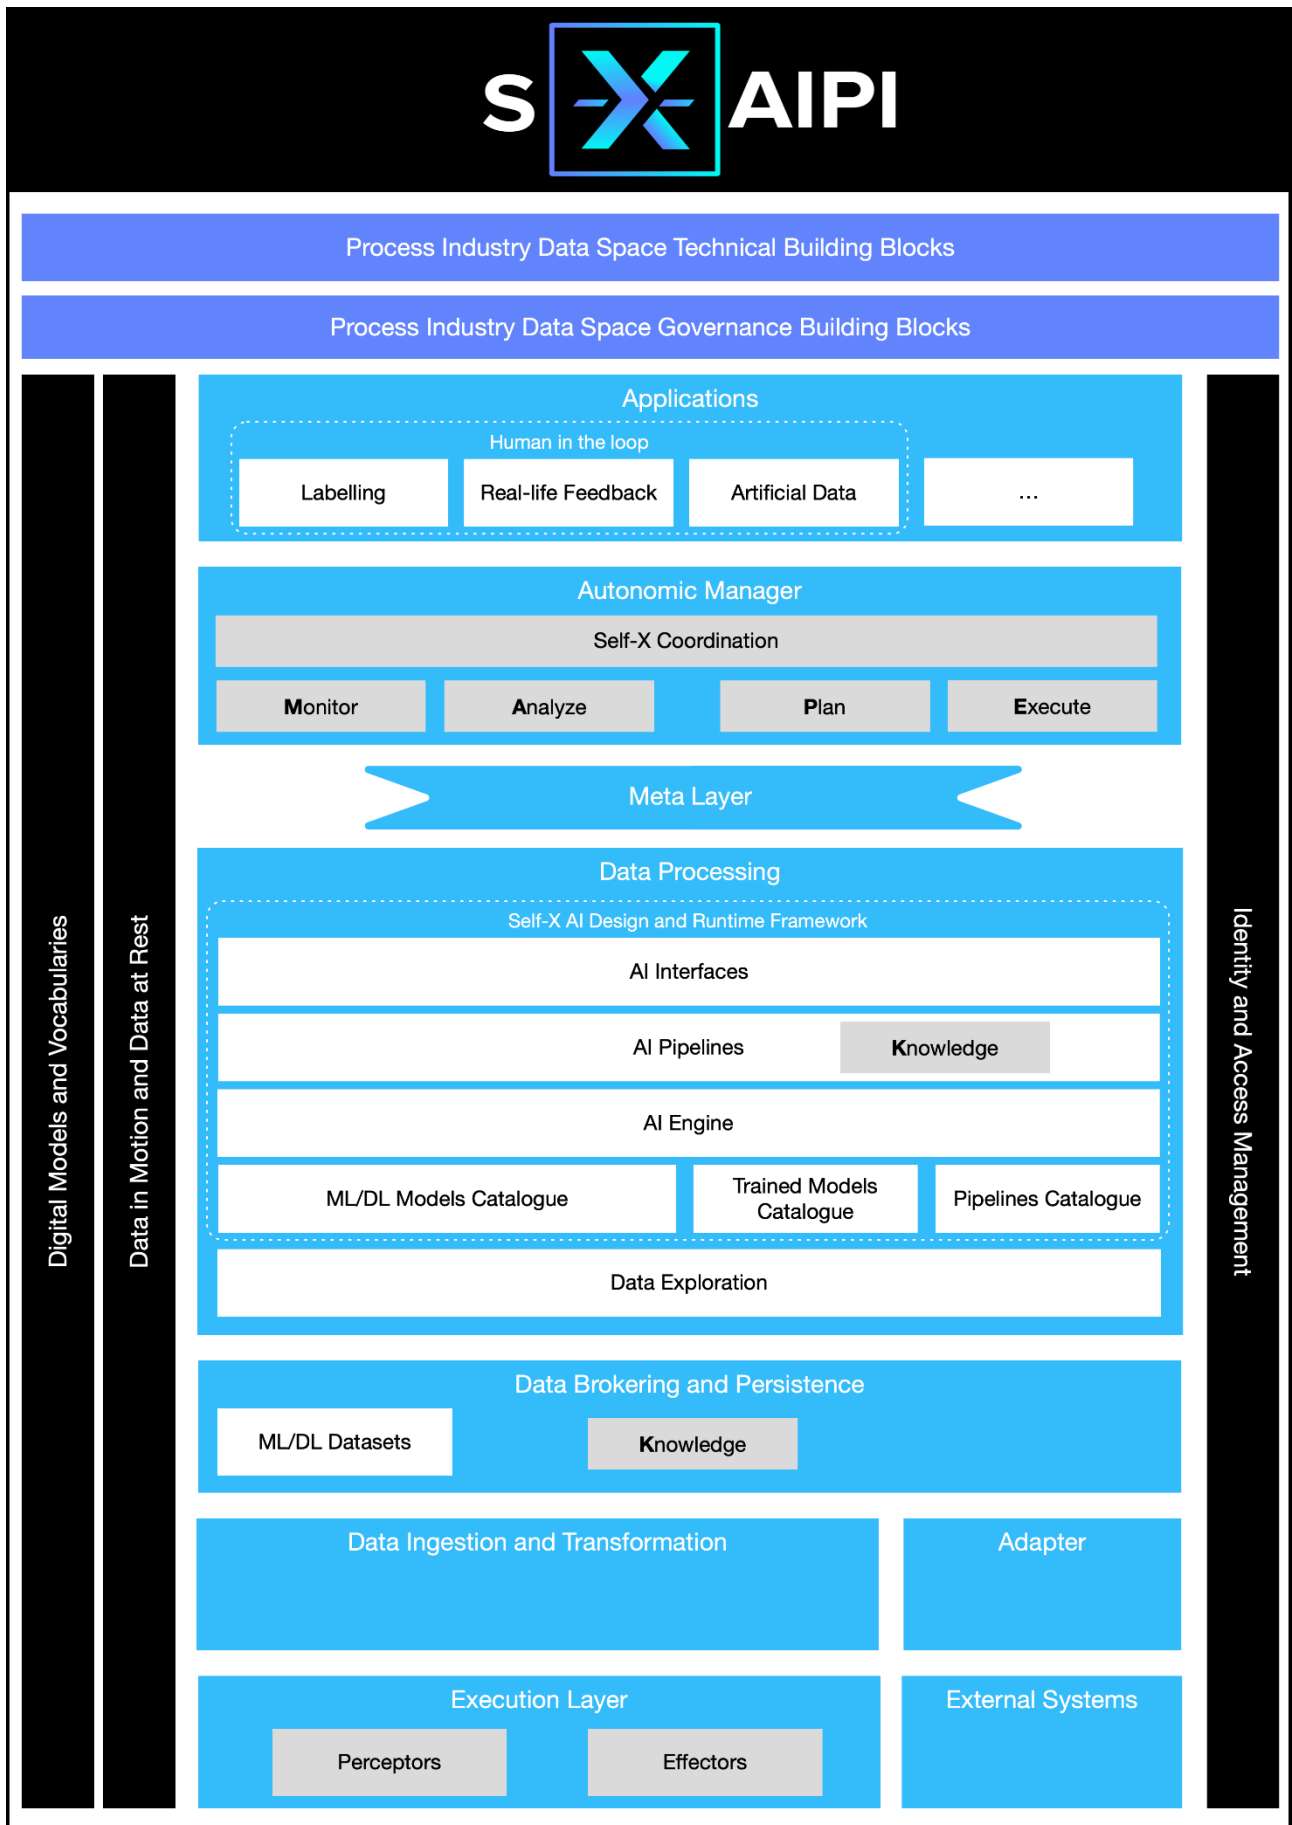 S X AIPI
Process Industry Data Space Technical Building Blocks
Process Industry Data Space Governance Building Blocks
Digital Models and Vocabularies
Data in Motion and Data at Rest
Applications
Human in the loop
Labelling
Real-life Feedback
Artificial Data
...
Autonomic Manager
Self-X Coordination
Monitor
Analyze
Plan
Execute
Meta Layer
Data Processing
Self-X AI Design and Runtime Framework
AI Interfaces
AI Pipelines
Knowledge
AI Engine
ML/DL Models Catalogue
Trained Models
Catalogue
Pipelines Catalogue
Data Exploration
Data Brokering and Persistence
ML/DL Datasets
Knowledge
Data Ingestion and Transformation
Adapter
Execution Layer
Perceptors
Effectors
External Systems
Identity and Access Management